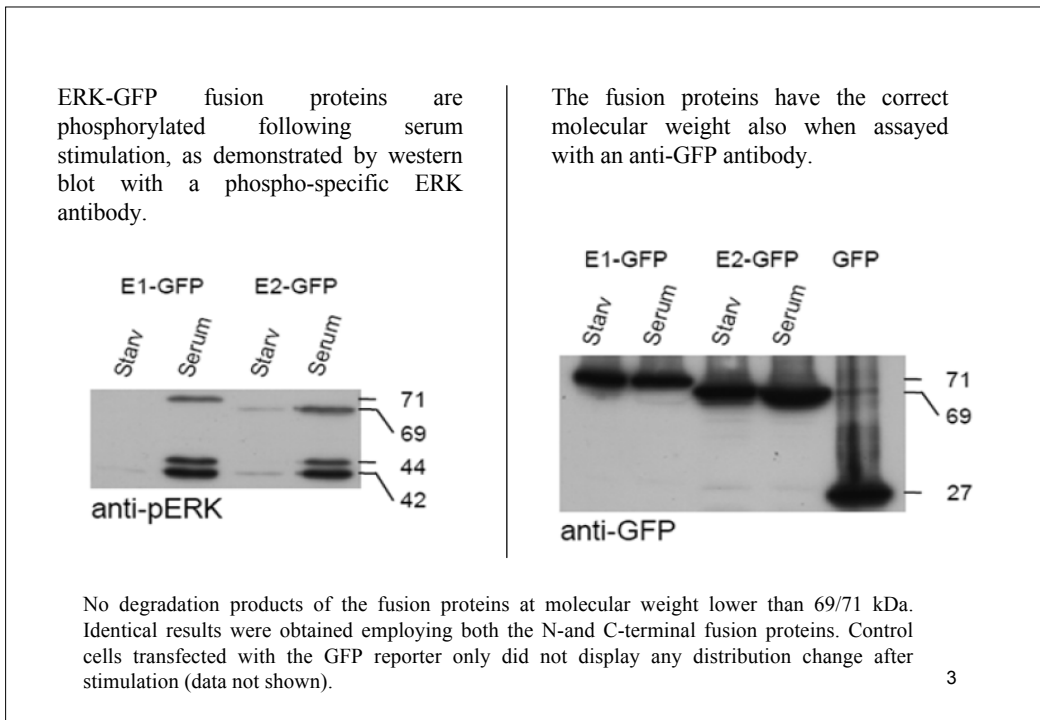 ERK-GFP fusion proteins are
phosphorylated following serum
stimulation, as demonstrated by western
blot with a phospho-specific ERK
antibody.
E1-GFP E2-GFP
Starv Serum Starv Serum
71
69
44
42
anti-pERK
The fusion proteins have the correct
molecular weight also when assayed
with an anti-GFP antibody.
E1-GFP E2-GFP GFP
Starv Serum Starv Serum
71
69
27
anti-GFP
No degradation products of the fusion proteins at molecular weight lower than 69/71 kDa.
Identical results were obtained employing both the N-and C-terminal fusion proteins. Control
cells transfected with the GFP reporter only did not display any distribution change after
stimulation (data not shown).
3